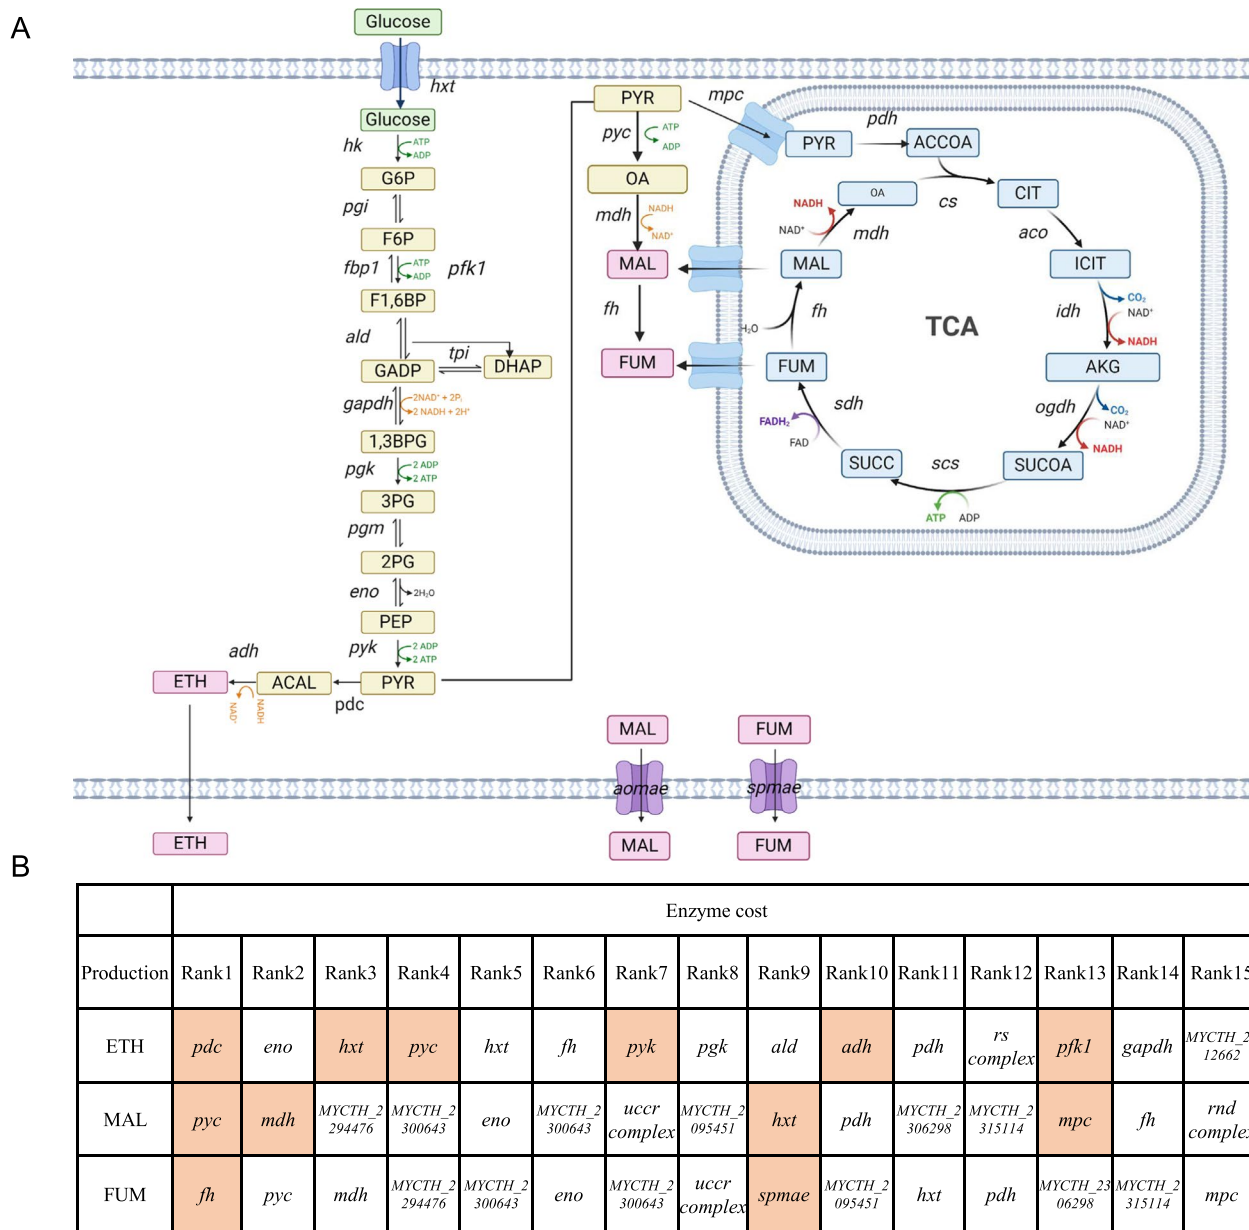 A
Glucose
hxt
Glucose
hk
ATP
ADP
G6P
pgi
F6P
fbp1
ATP
ADP
pfk1
F1,6BP
ald
tpi
GADP
DHAP
gapdh
2NAD⁺ + 2Pᵢ
2 NADH + 2H⁺
1,3BPG
pgk
2 ADP
2 ATP
3PG
pgm
2PG
eno
2H₂O
PEP
pyk
2 ADP
2 ATP
PYR
pdc
ACAL
adh
NAD⁺
NADH
ETH
ETH
PYR
mpc
pyc
ATP
ADP
OA
mdh
NADH
NAD⁺
MAL
fh
FUM
PYR
pdh
ACCOA
OA
cs
CIT
aco
ICIT
idh
CO₂
NAD⁺
NADH
AKG
ogdh
CO₂
NAD⁺
NADH
SUCOA
scs
ATP
ADP
SUCC
sdh
FADH₂
FAD
FUM
fh
H₂O
MAL
mdh
NADH
NAD⁺
TCA
MAL
FUM
aomae
spmae
MAL
FUM
B
Enzyme cost
Production Rank1 Rank2 Rank3 Rank4 Rank5 Rank6 Rank7 Rank8 Rank9 Rank10 Rank11 Rank12 Rank13 Rank14 Rank15
ETH pdc eno hxt pyc hxt fh pyk pgk ald adh pdh rs complex pfk1 gapdh MYCTH_2 12662
MAL pyc mdh MYCTH_2 294476 MYCTH_2 300643 eno MYCTH_2 300643 uccr complex MYCTH_2 095451 hxt pdh MYCTH_2 306298 MYCTH_2 315114 mpc fh rnd complex
FUM fh pyc mdh MYCTH_2 294476 MYCTH_2 300643 eno MYCTH_2 300643 uccr complex spmae MYCTH_2 095451 hxt pdh MYCTH_23 06298 MYCTH_2 315114 mpc